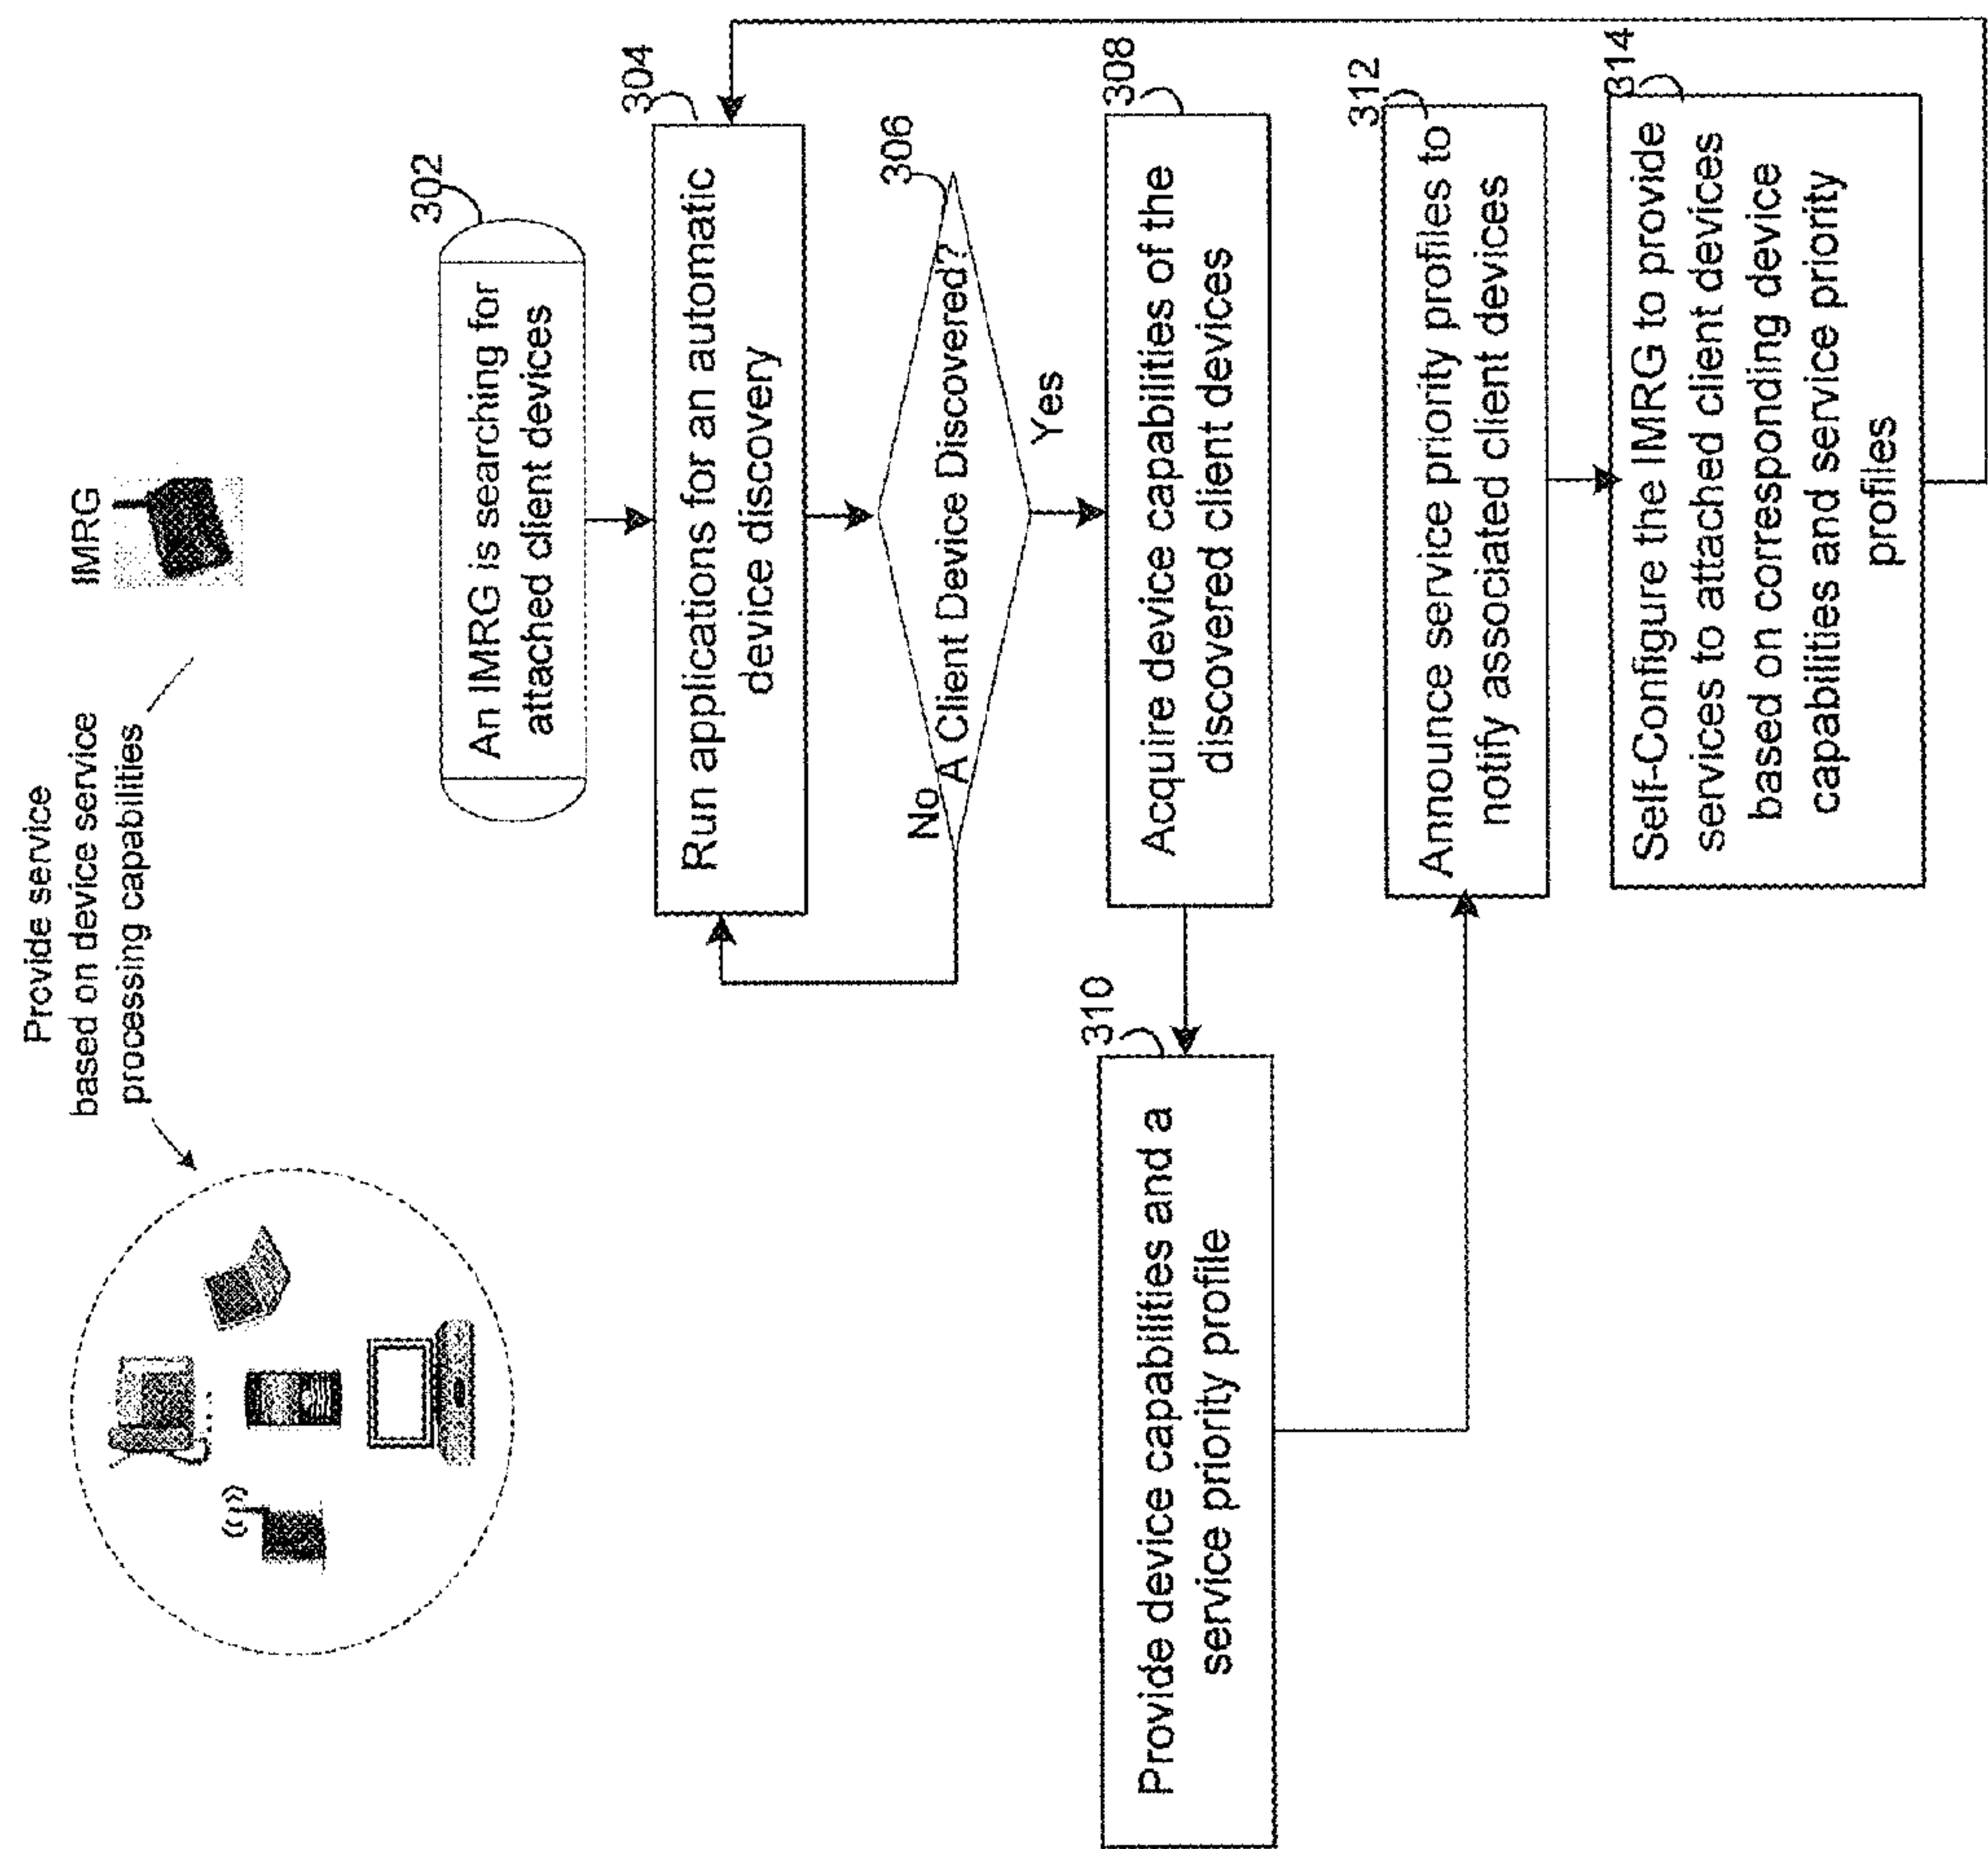 Provide service
based on device service
processing capabilities
IMRG
302
An IMRG is searching for
attached client devices
304
Run applications for an automatic
device discovery
306
A Client Device Discovered?
No
Yes
308
Acquire device capabilities of the
discovered client devices
310
Provide device capabilities and a
service priority profile
312
Announce service priority profiles to
notify associated client devices
314
Self-Configure the IMRG to provide
services to attached client devices
based on corresponding device
capabilities and service priority
profiles